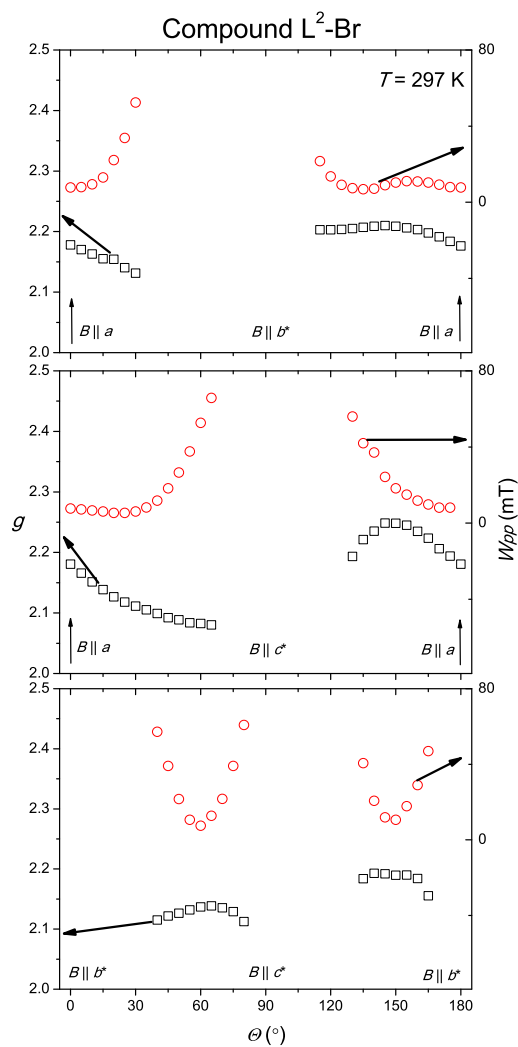 Compound L²-Br
T = 297 K
2.5
2.4
2.3
2.2
2.1
2.0
80
0
B || a
B || b*
B || a
2.5
2.4
2.3
2.2
2.1
2.0
80
0
g
Wpp (mT)
B || a
B || c*
B || a
2.5
2.4
2.3
2.2
2.1
2.0
80
0
B || b*
B || c*
B || b*
0 30 60 90 120 150 180
Θ (°)